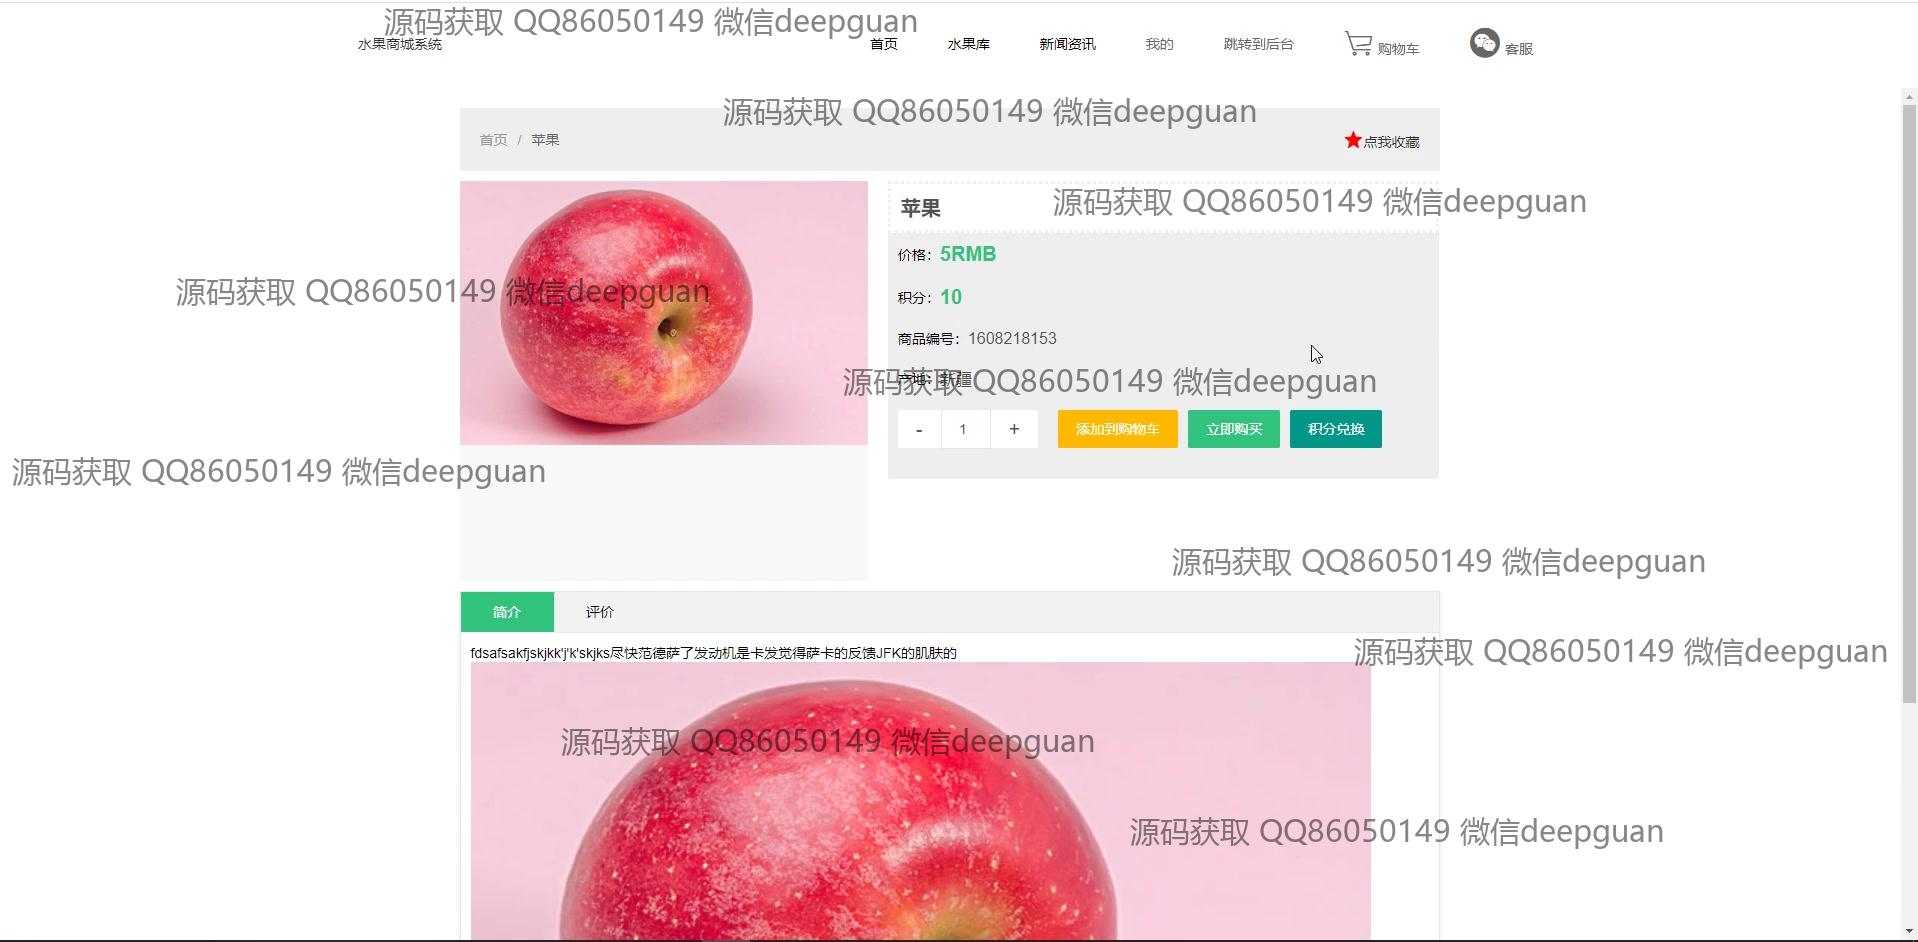 源码获取 QQ86050149 微信deepguan
水果商城系统
首页
水果库
新闻资讯
我的
跳转到后台
购物车
客服
源码获取 QQ86050149 微信deepguan
首页 / 苹果
点我收藏
苹果
源码获取 QQ86050149 微信deepguan
价格：5RMB
源码获取 QQ86050149 微信deepguan
积分：10
商品编号：1608218153
产地：新疆
源码获取 QQ86050149 微信deepguan
- 1 +
添加到购物车
立即购买
积分兑换
源码获取 QQ86050149 微信deepguan
源码获取 QQ86050149 微信deepguan
简介
评价
fdsafsakfjskjkk'j'k'skjks尽快范德萨了发动机是卡发觉得萨卡的反馈JFK的肌肤的
源码获取 QQ86050149 微信deepguan
源码获取 QQ86050149 微信deepguan
源码获取 QQ86050149 微信deepguan